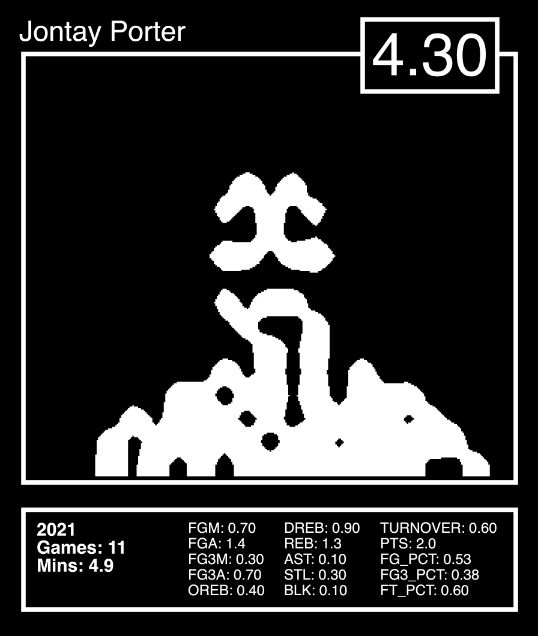 Jontay Porter
4.30
2021
Games: 11
Mins: 4.9
FGM: 0.70
FGA: 1.4
FG3M: 0.30
FG3A: 0.70
OREB: 0.40
DREB: 0.90
REB: 1.3
AST: 0.10
STL: 0.30
BLK: 0.10
TURNOVER: 0.60
PTS: 2.0
FG_PCT: 0.53
FG3_PCT: 0.38
FT_PCT: 0.60